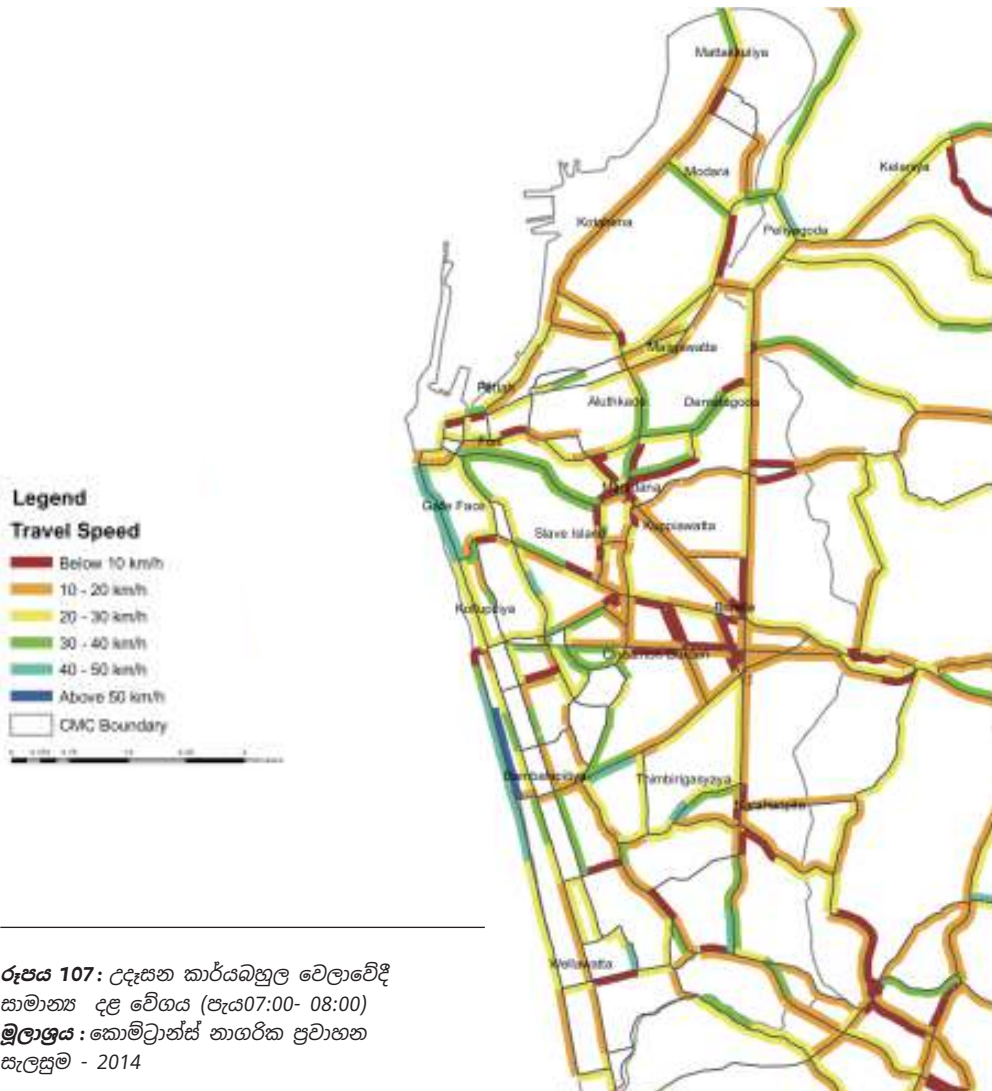 Mattakkuliya
Modara
Kelaniya
Kotahena
Peliyagoda
Maligawatta
Aluthkade
Dematagoda
Fort
Maradana
Galle Face
Slave Island
Kuppiawatta
Legend
Travel Speed
Below 10 km/h
10 - 20 km/h
20 - 30 km/h
30 - 40 km/h
40 - 50 km/h
Above 50 km/h
CMC Boundary
Kollupitiya
Borella
Cinnamon Garden
Bambalapitiya
Thimbirigasyaya
Narahenpita
Wellawatta
රූපය 107: උදෑසන කාර්යබහුල වෙලාවේදී
සාමාන්‍ය දළ වේගය (පැය07:00- 08:00)
මූලාශ්‍රය : කොම්ට්‍රාන්ස් නාගරික ප්‍රවාහන
සැලසුම - 2014